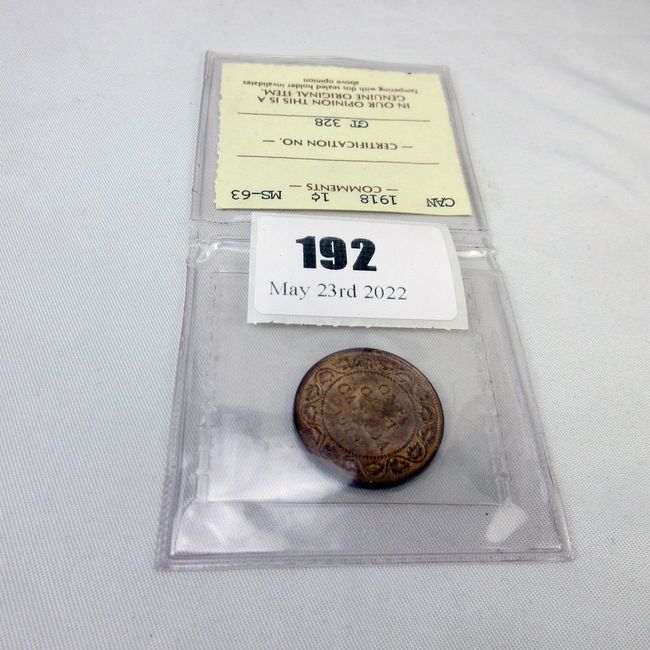 CAN 1918 1¢ MS-63
— COMMENTS —
— CERTIFICATION NO. —
GT 328
IN OUR OPINION THIS IS A
GENUINE ORIGINAL ITEM.
Tampering with this sealed holder invalidates
above opinion
192
May 23rd 2022